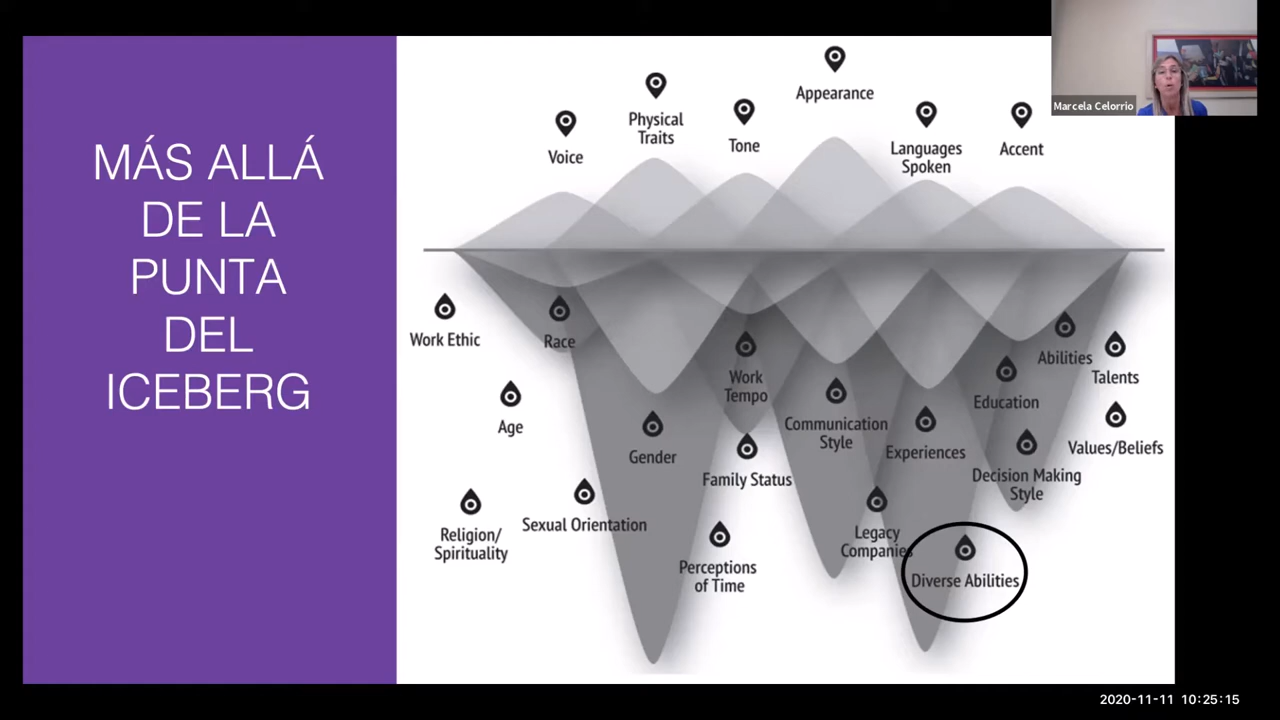 MÁS ALLÁ
DE LA
PUNTA
DEL
ICEBERG
Appearance
Physical
Traits
Voice
Tone
Languages
Spoken
Accent
Marcela Celorrio
Work Ethic
Race
Work
Tempo
Abilities
Talents
Age
Gender
Communication
Style
Education
Experiences
Values/Beliefs
Family Status
Decision Making
Style
Religion/
Spirituality
Sexual Orientation
Perceptions
of Time
Legacy
Companies
Diverse Abilities
2020-11-11 10:25:15